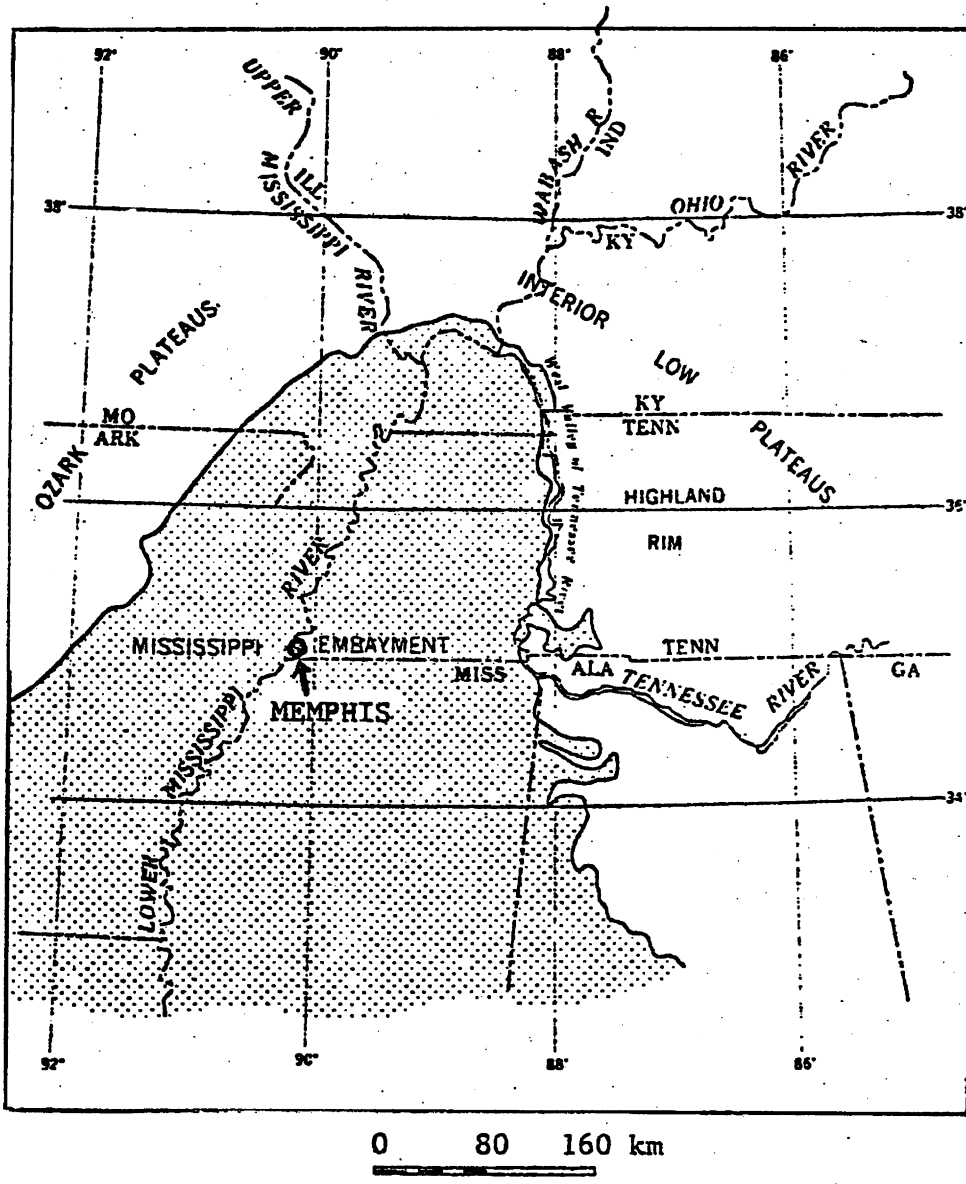 92°
90°
88°
86°
UPPER
MISSISSIPPI
RIVER
ILL
WABASH R
IND
OHIO
RIVER
38°
38°
KY
INTERIOR
LOW
PLATEAUS
OZARK
PLATEAUS
MO
ARK
KY
TENN
West Valley of Tennessee River
HIGHLAND
RIM
36°
RIVER
MISSISSIPPI EMBAYMENT
MISS
ALA
TENN
TENNESSEE
RIVER
GA
MEMPHIS
LOWER
MISSISSIPPI
34°
92°
90°
88°
86°
0 80 160 km